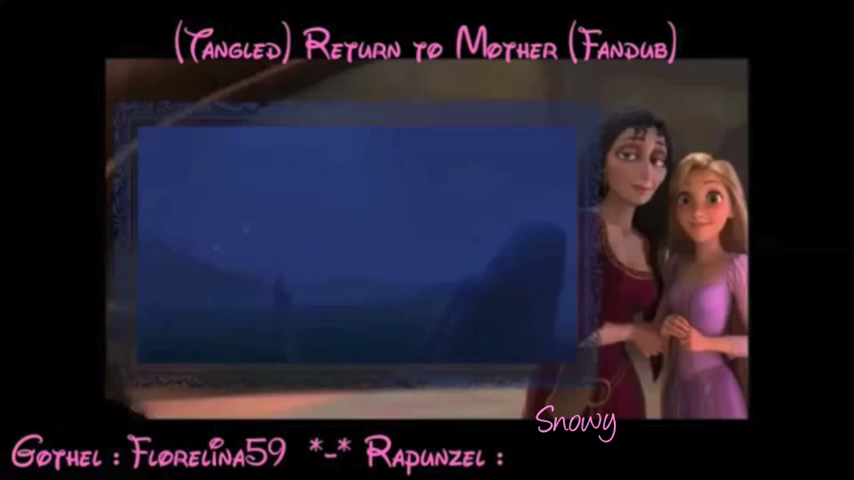 (Tangled) Return to Mother (Fandub)
Snowy
Gothel : Florelina59 *-* Rapunzel :